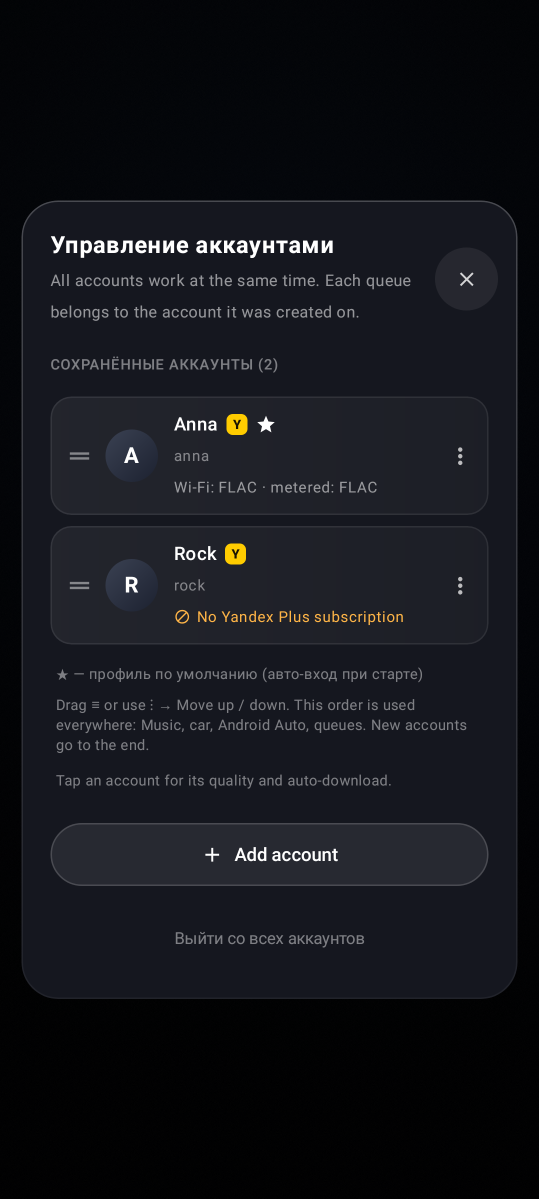 Управление аккаунтами
All accounts work at the same time. Each queue
belongs to the account it was created on.
СОХРАНЁННЫЕ АККАУНТЫ (2)
A
Anna Y ★
anna
Wi-Fi: FLAC · metered: FLAC
R
Rock Y
rock
No Yandex Plus subscription
★ — профиль по умолчанию (авто-вход при старте)
Drag ≡ or use ⋮ → Move up / down. This order is used
everywhere: Music, car, Android Auto, queues. New accounts
go to the end.
Tap an account for its quality and auto-download.
+ Add account
Выйти со всех аккаунтов